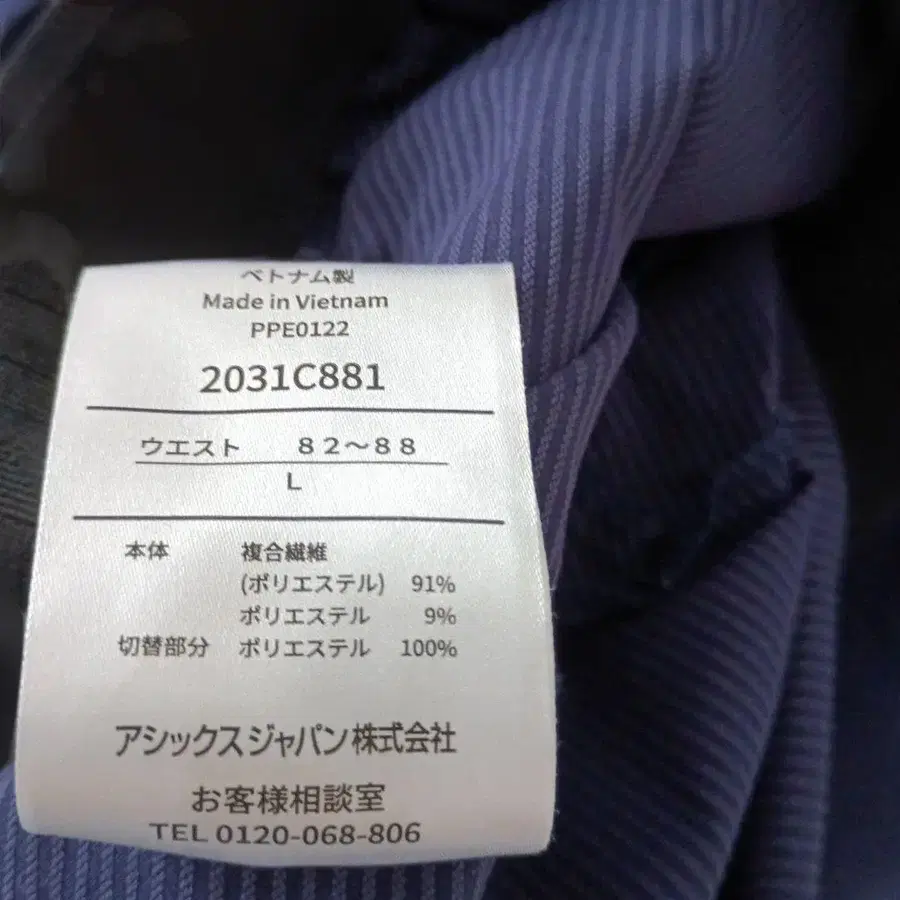 ベトナム製
Made in Vietnam
PPE0122
2031C881
ウエスト ８２～８８
L
本体 複合繊維
(ポリエステル) 91%
ポリエステル 9%
切替部分 ポリエステル 100%
アシックスジャパン株式会社
お客様相談室
TEL 0120-068-806